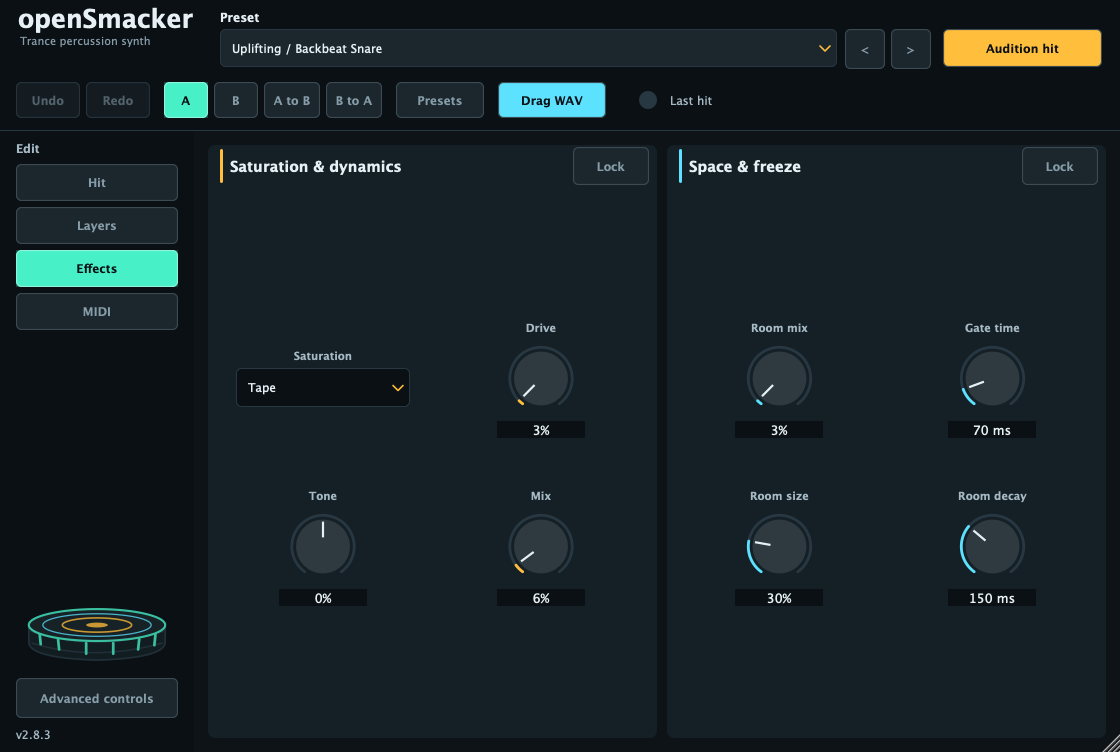 openSmacker
Trance percussion synth
Preset
Uplifting / Backbeat Snare
<
>
Audition hit
Undo
Redo
A
B
A to B
B to A
Presets
Drag WAV
Last hit
Edit
Hit
Layers
Effects
MIDI
Saturation & dynamics
Lock
Saturation
Tape
Drive
3%
Tone
0%
Mix
6%
Space & freeze
Lock
Room mix
3%
Gate time
70 ms
Room size
30%
Room decay
150 ms
Advanced controls
v2.8.3